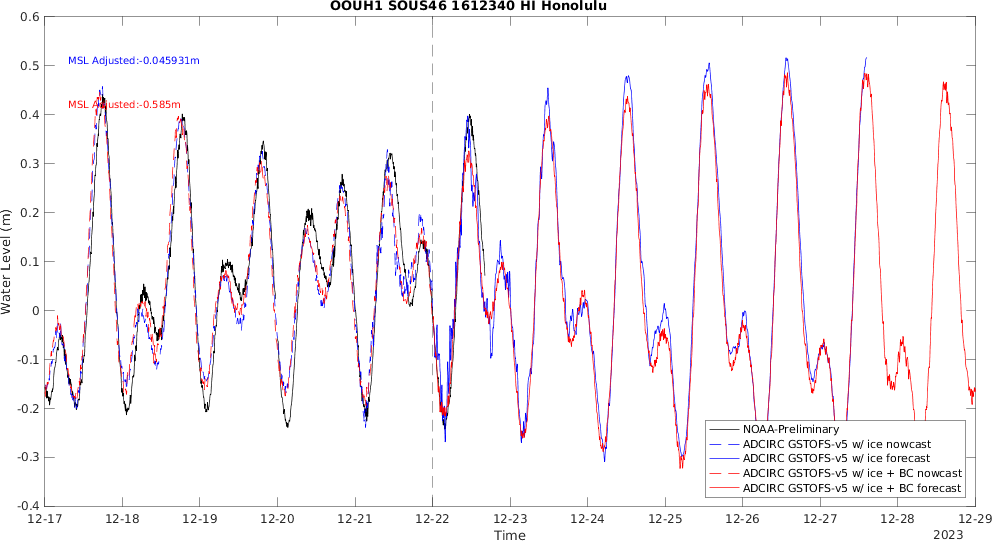 OOUH1 SOUS46 1612340 HI Honolulu
0.6
0.5
0.4
0.3
0.2
0.1
0
-0.1
-0.2
-0.3
-0.4
Water Level (m)
MSL Adjusted:-0.045931m
MSL Adjusted:-0.585m
NOAA-Preliminary
ADCIRC GSTOFS-v5 w/ ice nowcast
ADCIRC GSTOFS-v5 w/ ice forecast
ADCIRC GSTOFS-v5 w/ ice + BC nowcast
ADCIRC GSTOFS-v5 w/ ice + BC forecast
12-17 12-18 12-19 12-20 12-21 12-22 12-23 12-24 12-25 12-26 12-27 12-28 12-29
Time
2023